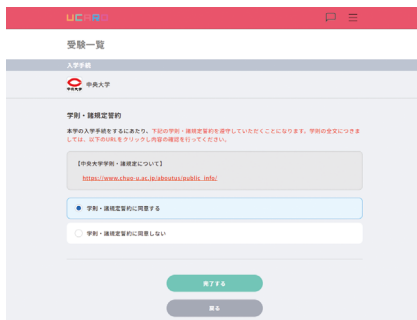 UCARO
受験一覧
入学手続
中央大学
学則・諸規定誓約
本学の入学手続をするにあたり、下記の学則・諸規定誓約を遵守していただくことになります。学則の全文につきま
しては、以下のURLをクリックし内容の確認を行ってください。
【中央大学学則・諸規定について】
https://www.chuo-u.ac.jp/aboutus/public_info/
学則・諸規定誓約に同意する
学則・諸規定誓約に同意しない
完了する
戻る